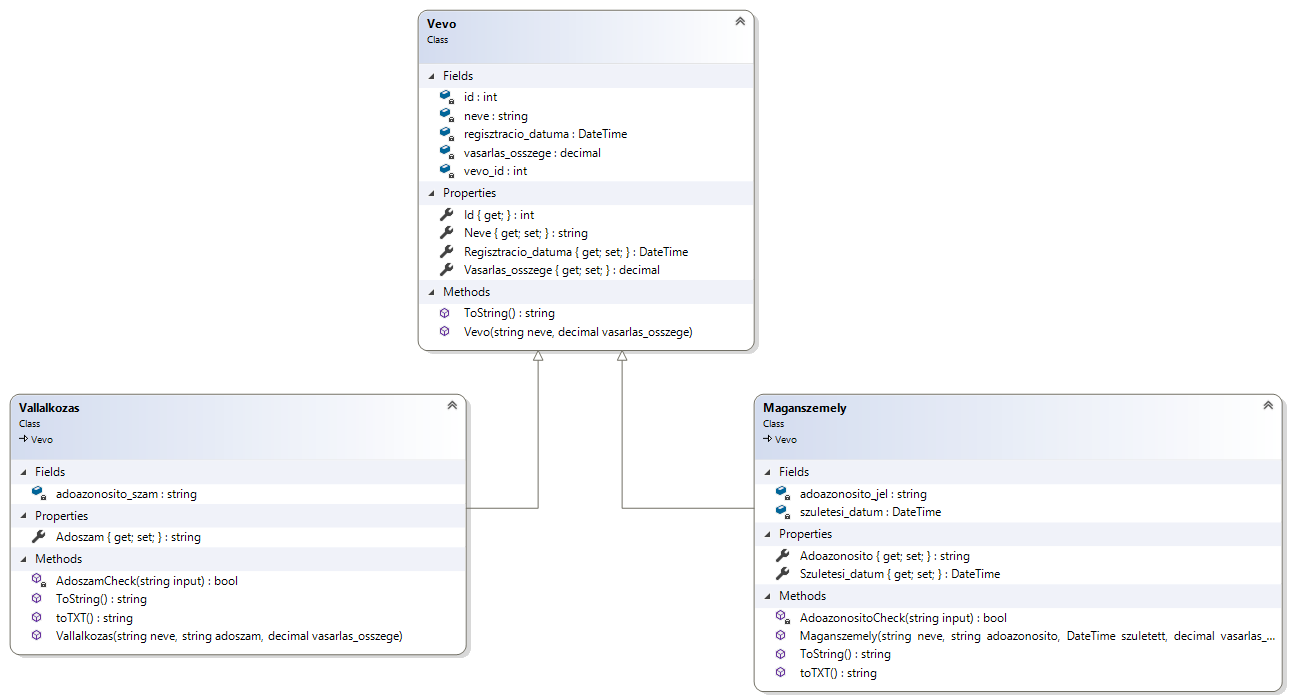 Vevo
Class
Fields
id : int
neve : string
regisztracio_datuma : DateTime
vasarlas_osszege : decimal
vevo_id : int
Properties
Id { get; } : int
Neve { get; set; } : string
Regisztracio_datuma { get; set; } : DateTime
Vasarlas_osszege { get; set; } : decimal
Methods
ToString() : string
Vevo(string neve, decimal vasarlas_osszege)
Vallalkozas
Class
Vevo
Fields
adoazonosito_szam : string
Properties
Adoszam { get; set; } : string
Methods
AdoszamCheck(string input) : bool
ToString() : string
toTXT() : string
Vallalkozas(string neve, string adoszam, decimal vasarlas_osszege)
Maganszemely
Class
Vevo
Fields
adoazonosito_jel : string
szuletesi_datum : DateTime
Properties
Adoazonosito { get; set; } : string
Szuletesi_datum { get; set; } : DateTime
Methods
AdoazonositoCheck(string input) : bool
Maganszemely(string neve, string adoazonosito, DateTime szuletett, decimal vasarlas_...
ToString() : string
toTXT() : string